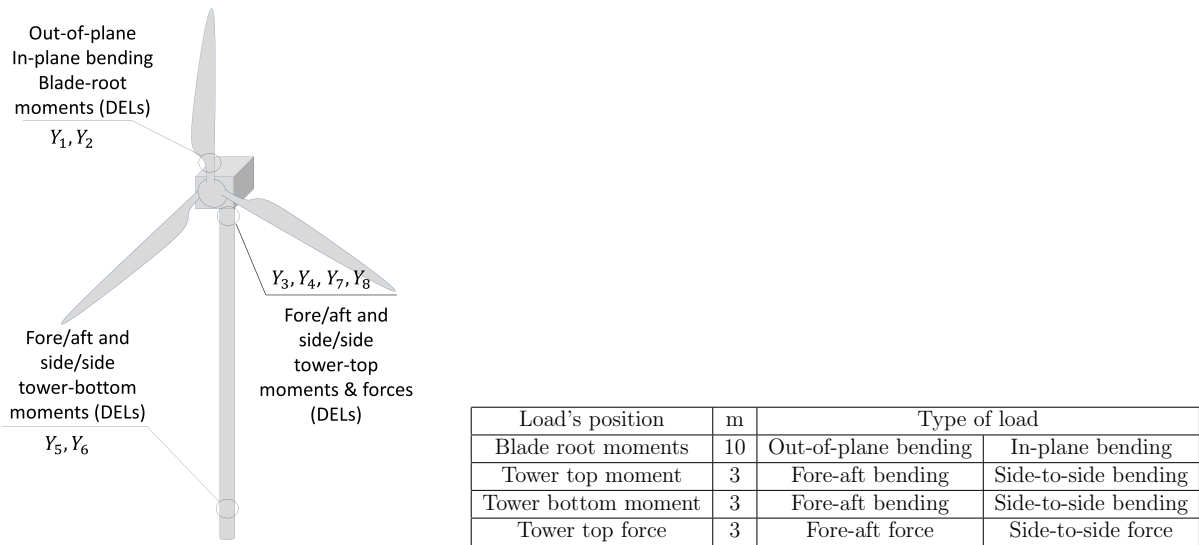 Out-of-plane
In-plane bending
Blade-root
moments (DELs)
Y1, Y2
Y3, Y4, Y7, Y8
Fore/aft and
side/side
tower-top
moments & forces
(DELs)
Fore/aft and
side/side
tower-bottom
moments (DELs)
Y5, Y6
Load's position m Type of load
Blade root moments 10 Out-of-plane bending In-plane bending
Tower top moment 3 Fore-aft bending Side-to-side bending
Tower bottom moment 3 Fore-aft bending Side-to-side bending
Tower top force 3 Fore-aft force Side-to-side force